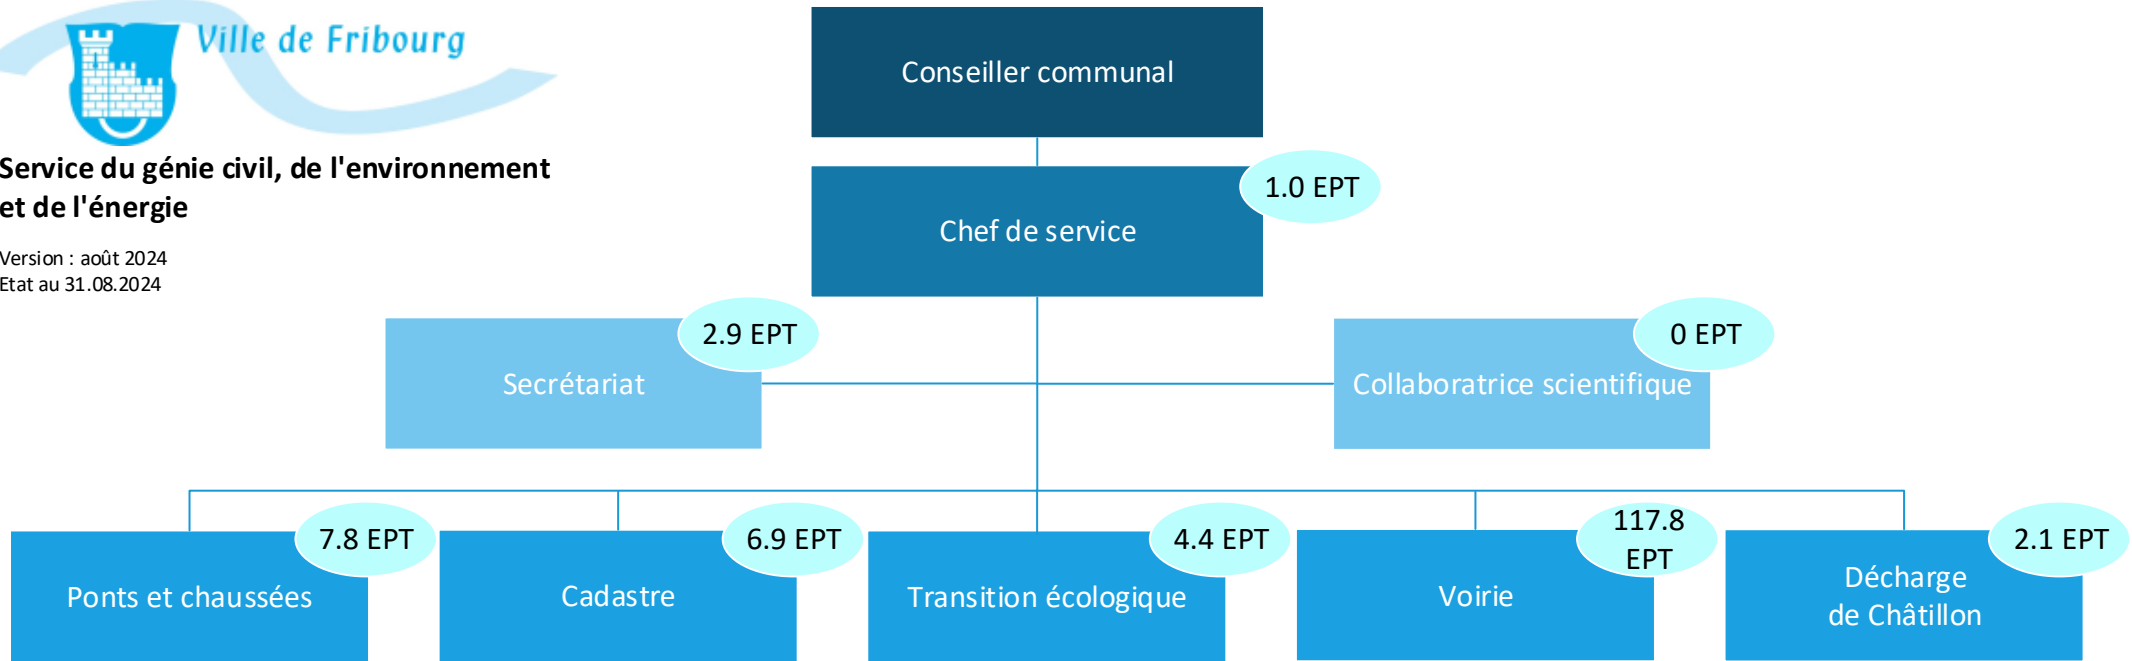 Ville de Fribourg
Service du génie civil, de l'environnement
et de l'énergie
Version : août 2024
Etat au 31.08.2024
Conseiller communal
1.0 EPT
Chef de service
2.9 EPT
Secrétariat
0 EPT
Collaboratrice scientifique
7.8 EPT
Ponts et chaussées
6.9 EPT
Cadastre
4.4 EPT
Transition écologique
117.8
EPT
Voirie
2.1 EPT
Décharge
de Châtillon